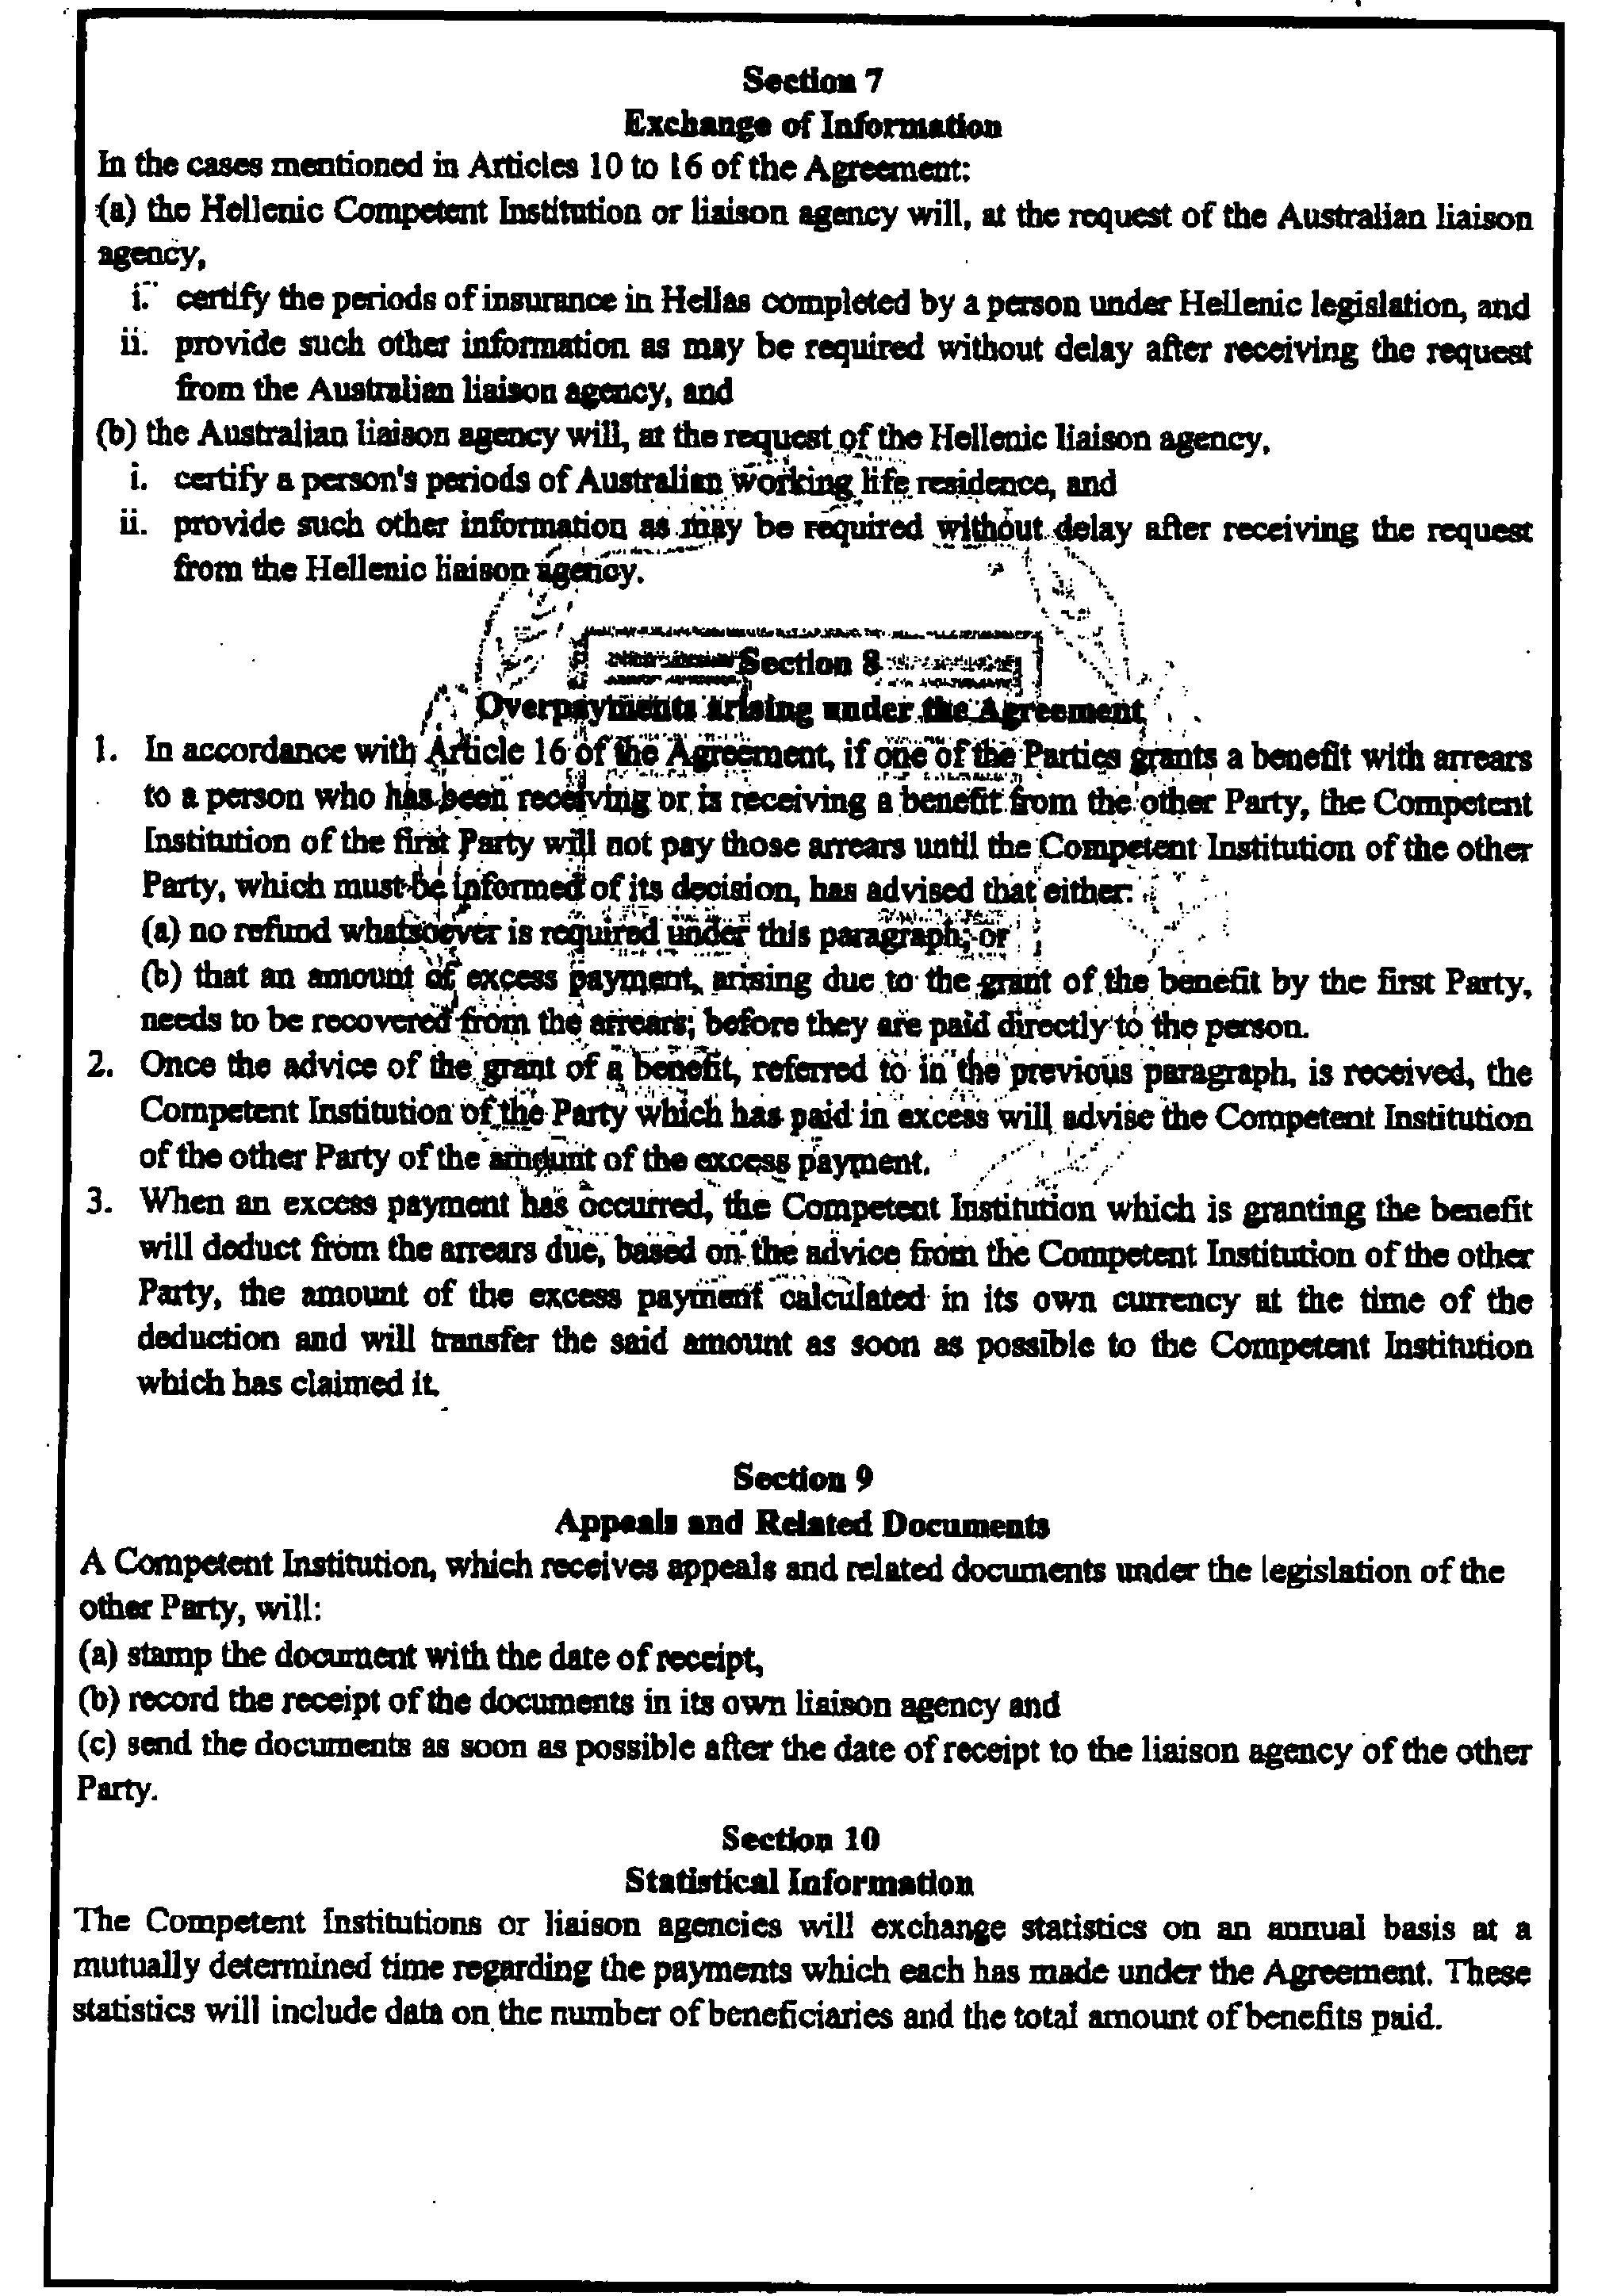 Section 7
Exchange of Information
In the cases mentioned in Articles 10 to 16 of the Agreement:
(a) the Hellenic Competent Institution or liaison agency will, at the request of the Australian liaison
agency,
i. certify the periods of insurance in Hellas completed by a person under Hellenic legislation, and
ii. provide such other information as may be required without delay after receiving the request
from the Australian liaison agency, and
(b) the Australian liaison agency will, at the request of the Hellenic liaison agency,
i. certify a person's periods of Australian working life residence, and
ii. provide such other information as may be required without delay after receiving the request
from the Hellenic liaison agency.
Section 8
Overpayments arising under the Agreement
1. In accordance with Article 16 of the Agreement, if one of the Parties grants a benefit with arrears
to a person who has been receiving or is receiving a benefit from the other Party, the Competent
Institution of the first Party will not pay those arrears until the Competent Institution of the other
Party, which must be informed of its decision, has advised that either:
(a) no refund whatsoever is required under this paragraph; or
(b) that an amount of excess payment, arising due to the grant of the benefit by the first Party,
needs to be recovered from the arrears; before they are paid directly to the person.
2. Once the advice of the grant of a benefit, referred to in the previous paragraph, is received, the
Competent Institution of the Party which has paid in excess will advise the Competent Institution
of the other Party of the amount of the excess payment.
3. When an excess payment has occurred, the Competent Institution which is granting the benefit
will deduct from the arrears due, based on the advice from the Competent Institution of the other
Party, the amount of the excess payment calculated in its own currency at the time of the
deduction and will transfer the said amount as soon as possible to the Competent Institution
which has claimed it.
Section 9
Appeals and Related Documents
A Competent Institution, which receives appeals and related documents under the legislation of the
other Party, will:
(a) stamp the document with the date of receipt,
(b) record the receipt of the documents in its own liaison agency and
(c) send the documents as soon as possible after the date of receipt to the liaison agency of the other
Party.
Section 10
Statistical Information
The Competent Institutions or liaison agencies will exchange statistics on an annual basis at a
mutually determined time regarding the payments which each has made under the Agreement. These
statistics will include data on the number of beneficiaries and the total amount of benefits paid.